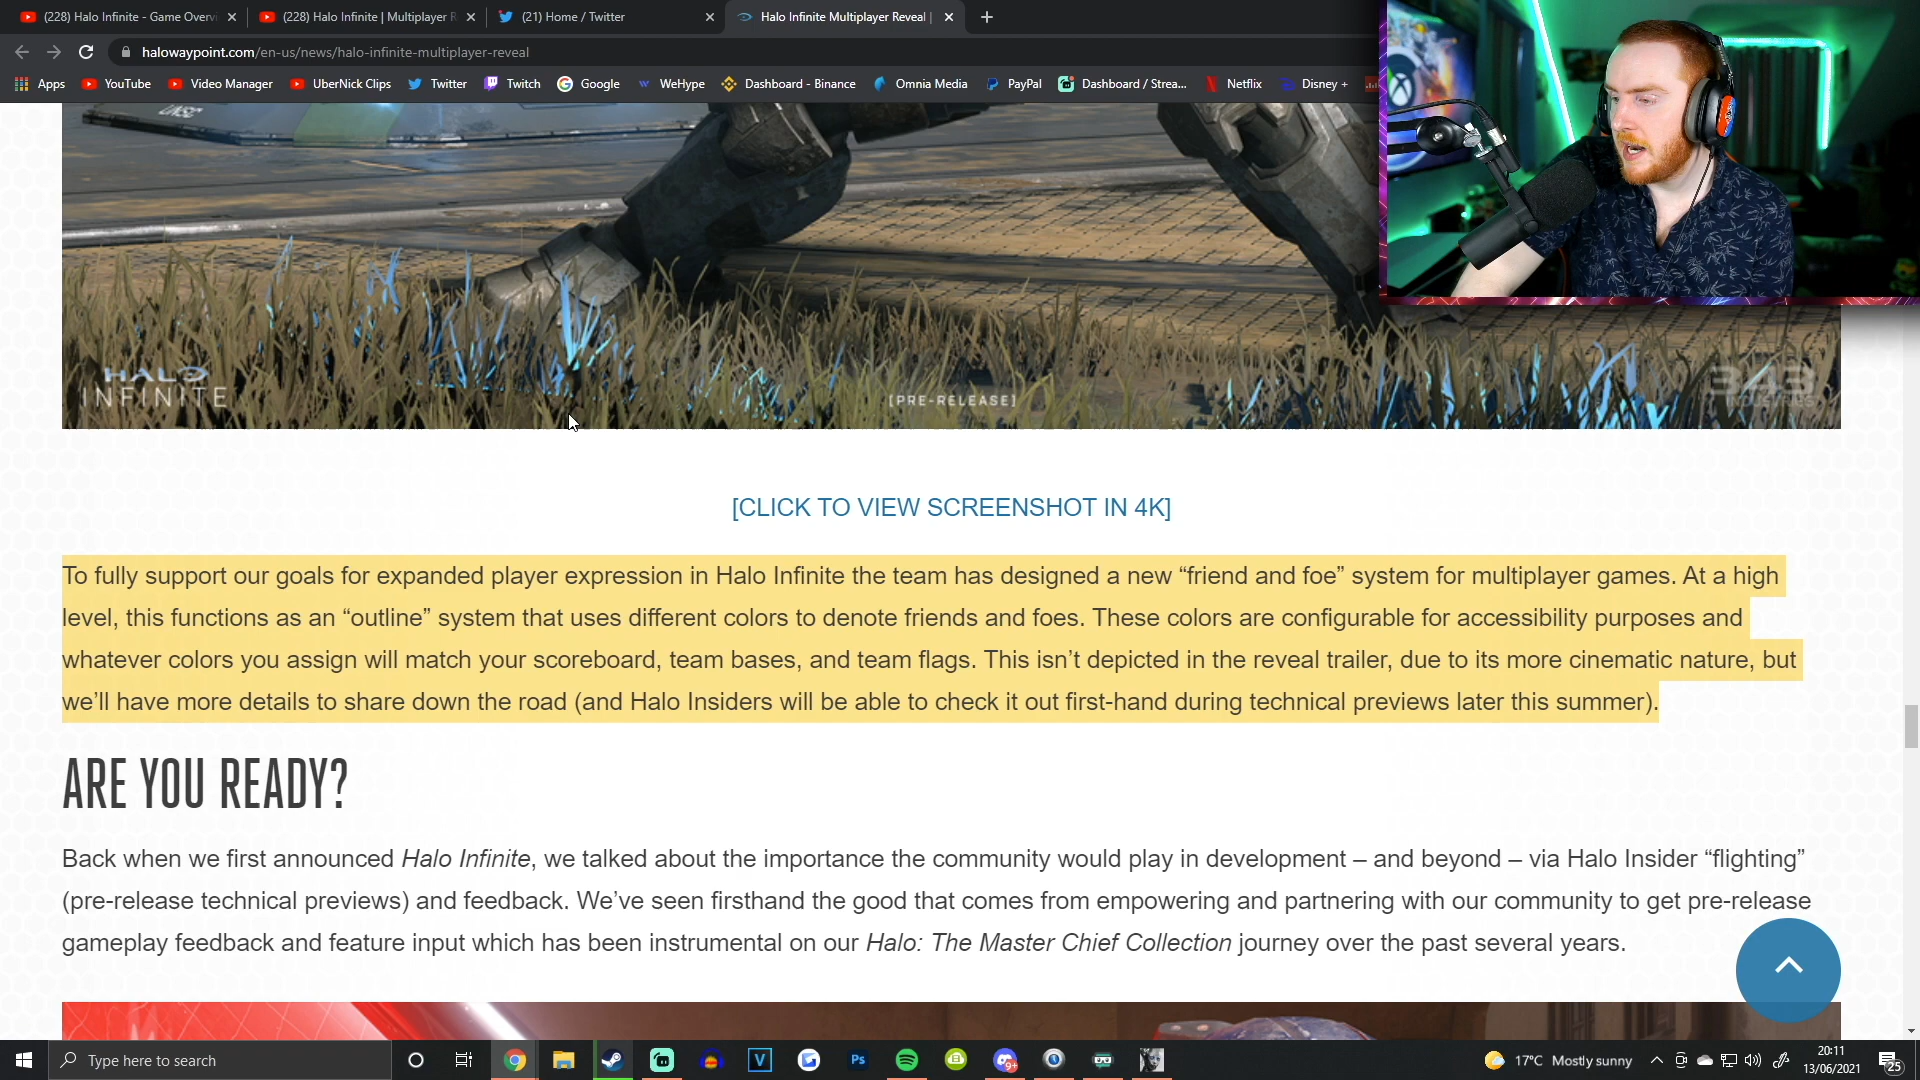 (228) Halo Infinite - Game Overvi
(228) Halo Infinite | Multiplayer R
(21) Home / Twitter
Halo Infinite Multiplayer Reveal |
halowaypoint.com/en-us/news/halo-infinite-multiplayer-reveal
Apps
YouTube
Video Manager
UberNick Clips
Twitter
Twitch
Google
WeHype
Dashboard - Binance
Omnia Media
PayPal
Dashboard / Strea...
Netflix
Disney +
HALO
INFINITE
[PRE-RELEASE]
343
INDUSTRIES
[CLICK TO VIEW SCREENSHOT IN 4K]
To fully support our goals for expanded player expression in Halo Infinite the team has designed a new “friend and foe” system for multiplayer games. At a high
level, this functions as an “outline” system that uses different colors to denote friends and foes. These colors are configurable for accessibility purposes and
whatever colors you assign will match your scoreboard, team bases, and team flags. This isn’t depicted in the reveal trailer, due to its more cinematic nature, but
we’ll have more details to share down the road (and Halo Insiders will be able to check it out first-hand during technical previews later this summer).
ARE YOU READY?
Back when we first announced Halo Infinite, we talked about the importance the community would play in development – and beyond – via Halo Insider “flighting”
(pre-release technical previews) and feedback. We’ve seen firsthand the good that comes from empowering and partnering with our community to get pre-release
gameplay feedback and feature input which has been instrumental on our Halo: The Master Chief Collection journey over the past several years.
Type here to search
V
Ps
9+
17°C Mostly sunny
20:11
13/06/2021
25